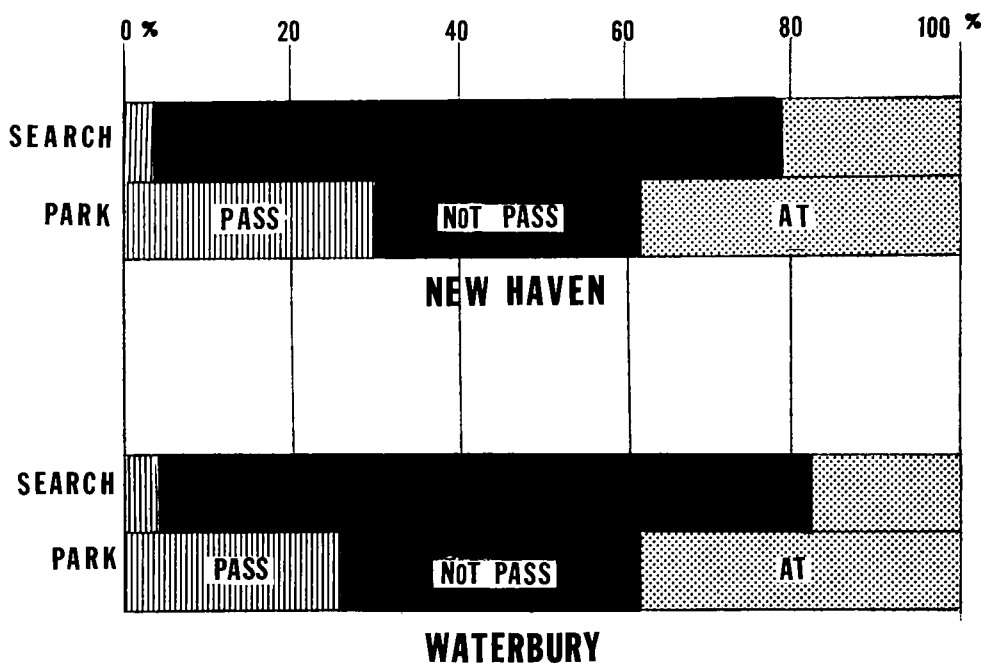 0 % 20 40 60 80 100 %
SEARCH
PARK PASS NOT PASS AT
NEW HAVEN
SEARCH
PARK PASS NOT PASS AT
WATERBURY